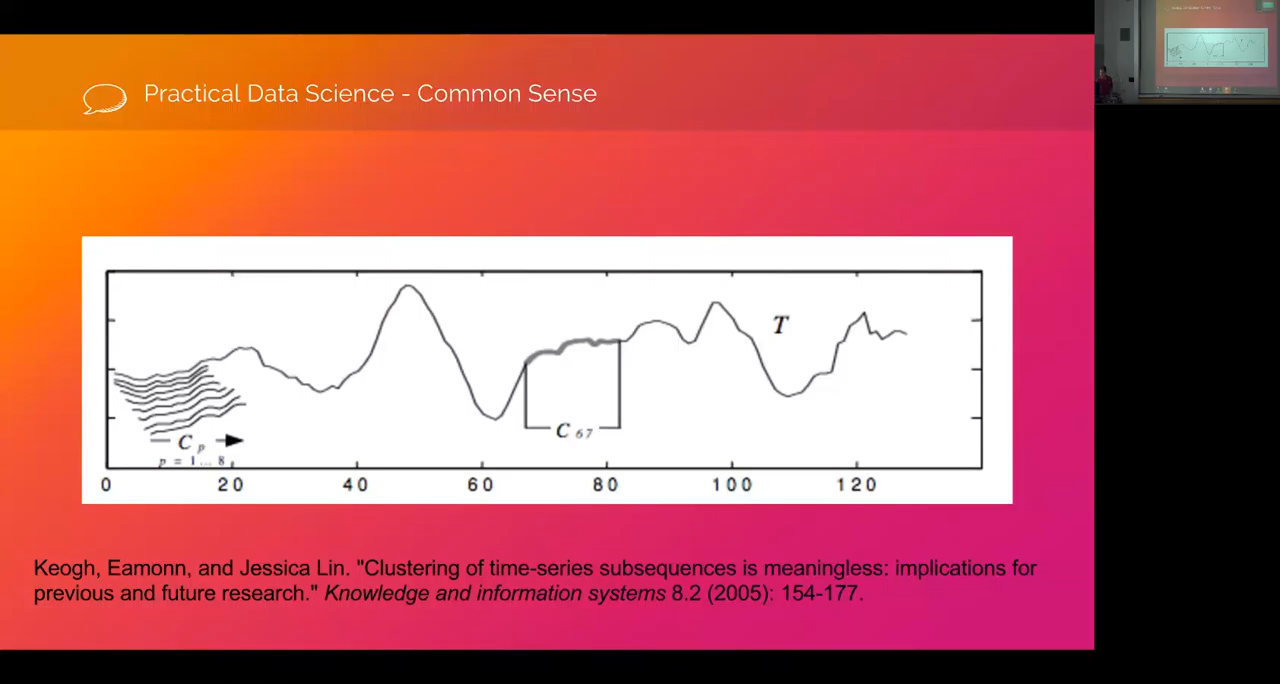 Practical Data Science - Common Sense
T
C 67
C p
p = 1 ... 8
0 20 40 60 80 100 120
Keogh, Eamonn, and Jessica Lin. "Clustering of time-series subsequences is meaningless: implications for
previous and future research." Knowledge and information systems 8.2 (2005): 154-177.